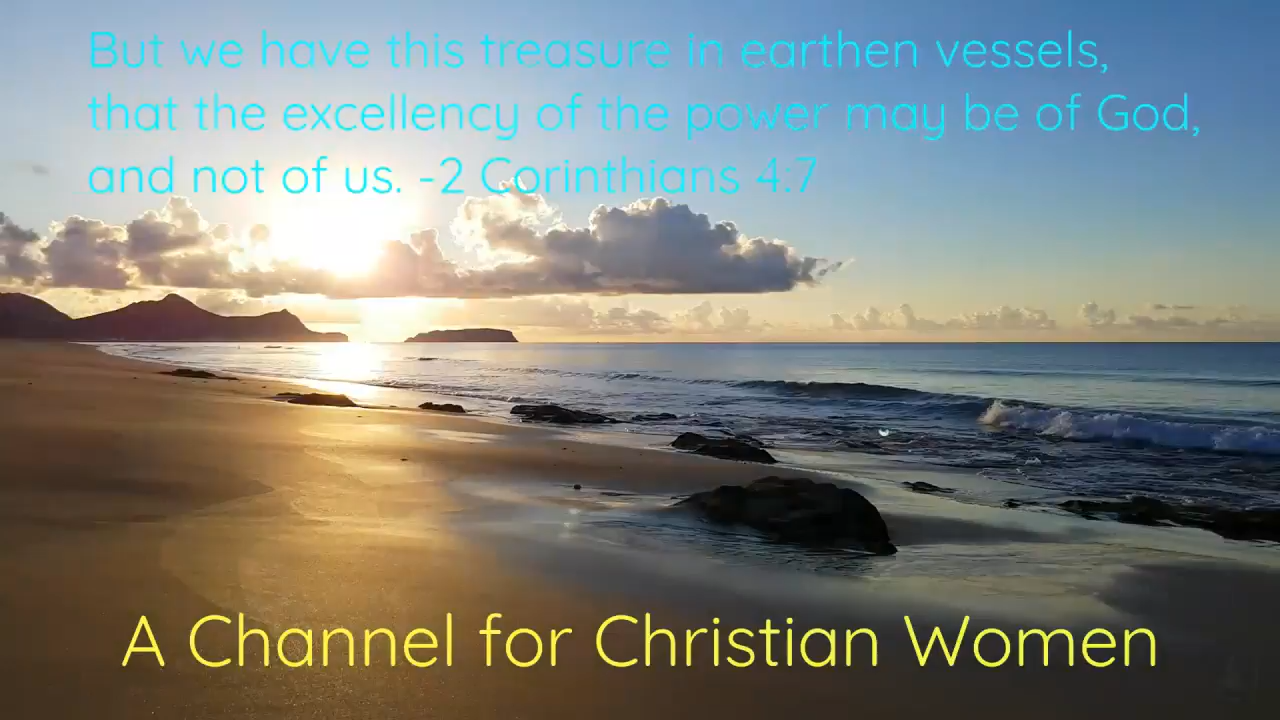 But we have this treasure in earthen vessels,
that the excellency of the power may be of God,
and not of us. -2 Corinthians 4:7
A Channel for Christian Women